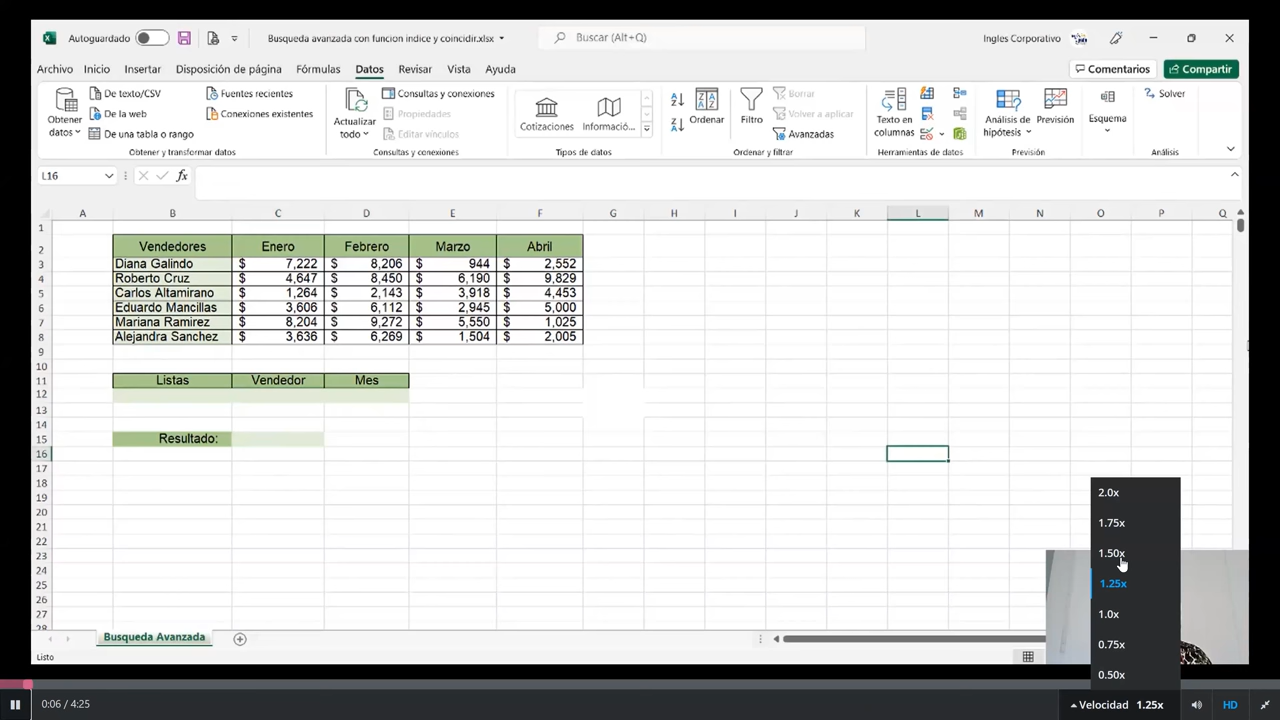 Autoguardado Busqueda avanzada con funcion indice y coincidir.xlsx Buscar (Alt+Q) Ingles Corporativo
Archivo Inicio Insertar Disposición de página Fórmulas Datos Revisar Vista Ayuda Comentarios Compartir
Obtener datos
De texto/CSV
De la web
De una tabla o rango
Fuentes recientes
Conexiones existentes
Obtener y transformar datos
Actualizar todo
Consultas y conexiones
Propiedades
Editar vínculos
Consultas y conexiones
Cotizaciones Informació...
Tipos de datos
Ordenar
Filtro
Borrar
Volver a aplicar
Avanzadas
Ordenar y filtrar
Texto en columnas
Herramientas de datos
Análisis de hipótesis
Previsión
Previsión
Esquema
Solver
Análisis
L16 fx
A B C D E F G H I J K L M N O P Q
1
2 Vendedores Enero Febrero Marzo Abril
3 Diana Galindo $ 7,222 $ 8,206 $ 944 $ 2,552
4 Roberto Cruz $ 4,647 $ 8,450 $ 6,190 $ 9,829
5 Carlos Altamirano $ 1,264 $ 2,143 $ 3,918 $ 4,453
6 Eduardo Mancillas $ 3,606 $ 6,112 $ 2,945 $ 5,000
7 Mariana Ramirez $ 8,204 $ 9,272 $ 5,550 $ 1,025
8 Alejandra Sanchez $ 3,636 $ 6,269 $ 1,504 $ 2,005
9
10
11 Listas Vendedor Mes
12
13
14
15 Resultado:
16
17
18
19
20
21
22
23
24
25
26
27
28
2.0x
1.75x
1.50x
1.25x
1.0x
0.75x
0.50x
Busqueda Avanzada
Listo
0:06 / 4:25 Velocidad 1.25x HD